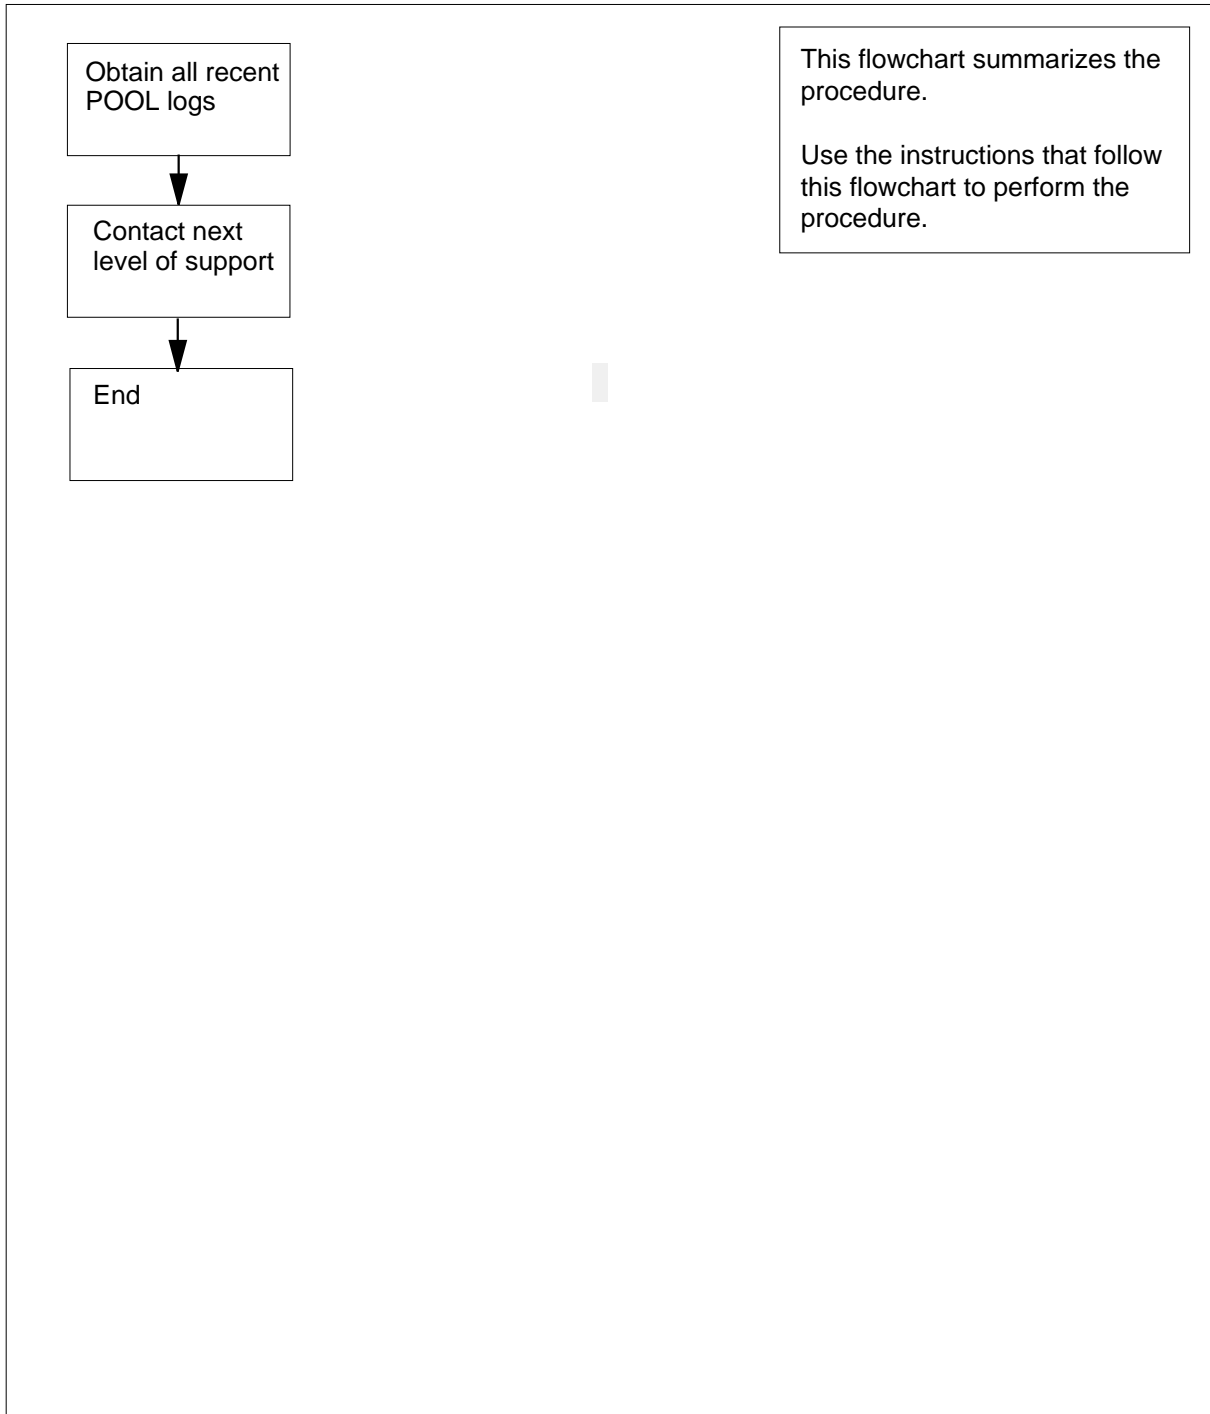 Obtain all recent
POOL logs
Contact next
level of support
End
This flowchart summarizes the
procedure.
Use the instructions that follow
this flowchart to perform the
procedure.